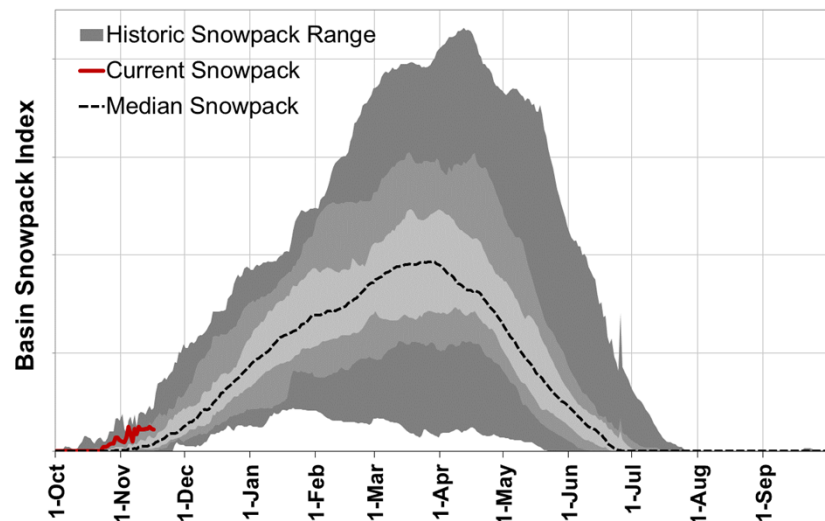 Historic Snowpack Range
Current Snowpack
Median Snowpack
Basin Snowpack Index
1-Oct
1-Nov
1-Dec
1-Jan
1-Feb
1-Mar
1-Apr
1-May
1-Jun
1-Jul
1-Aug
1-Sep